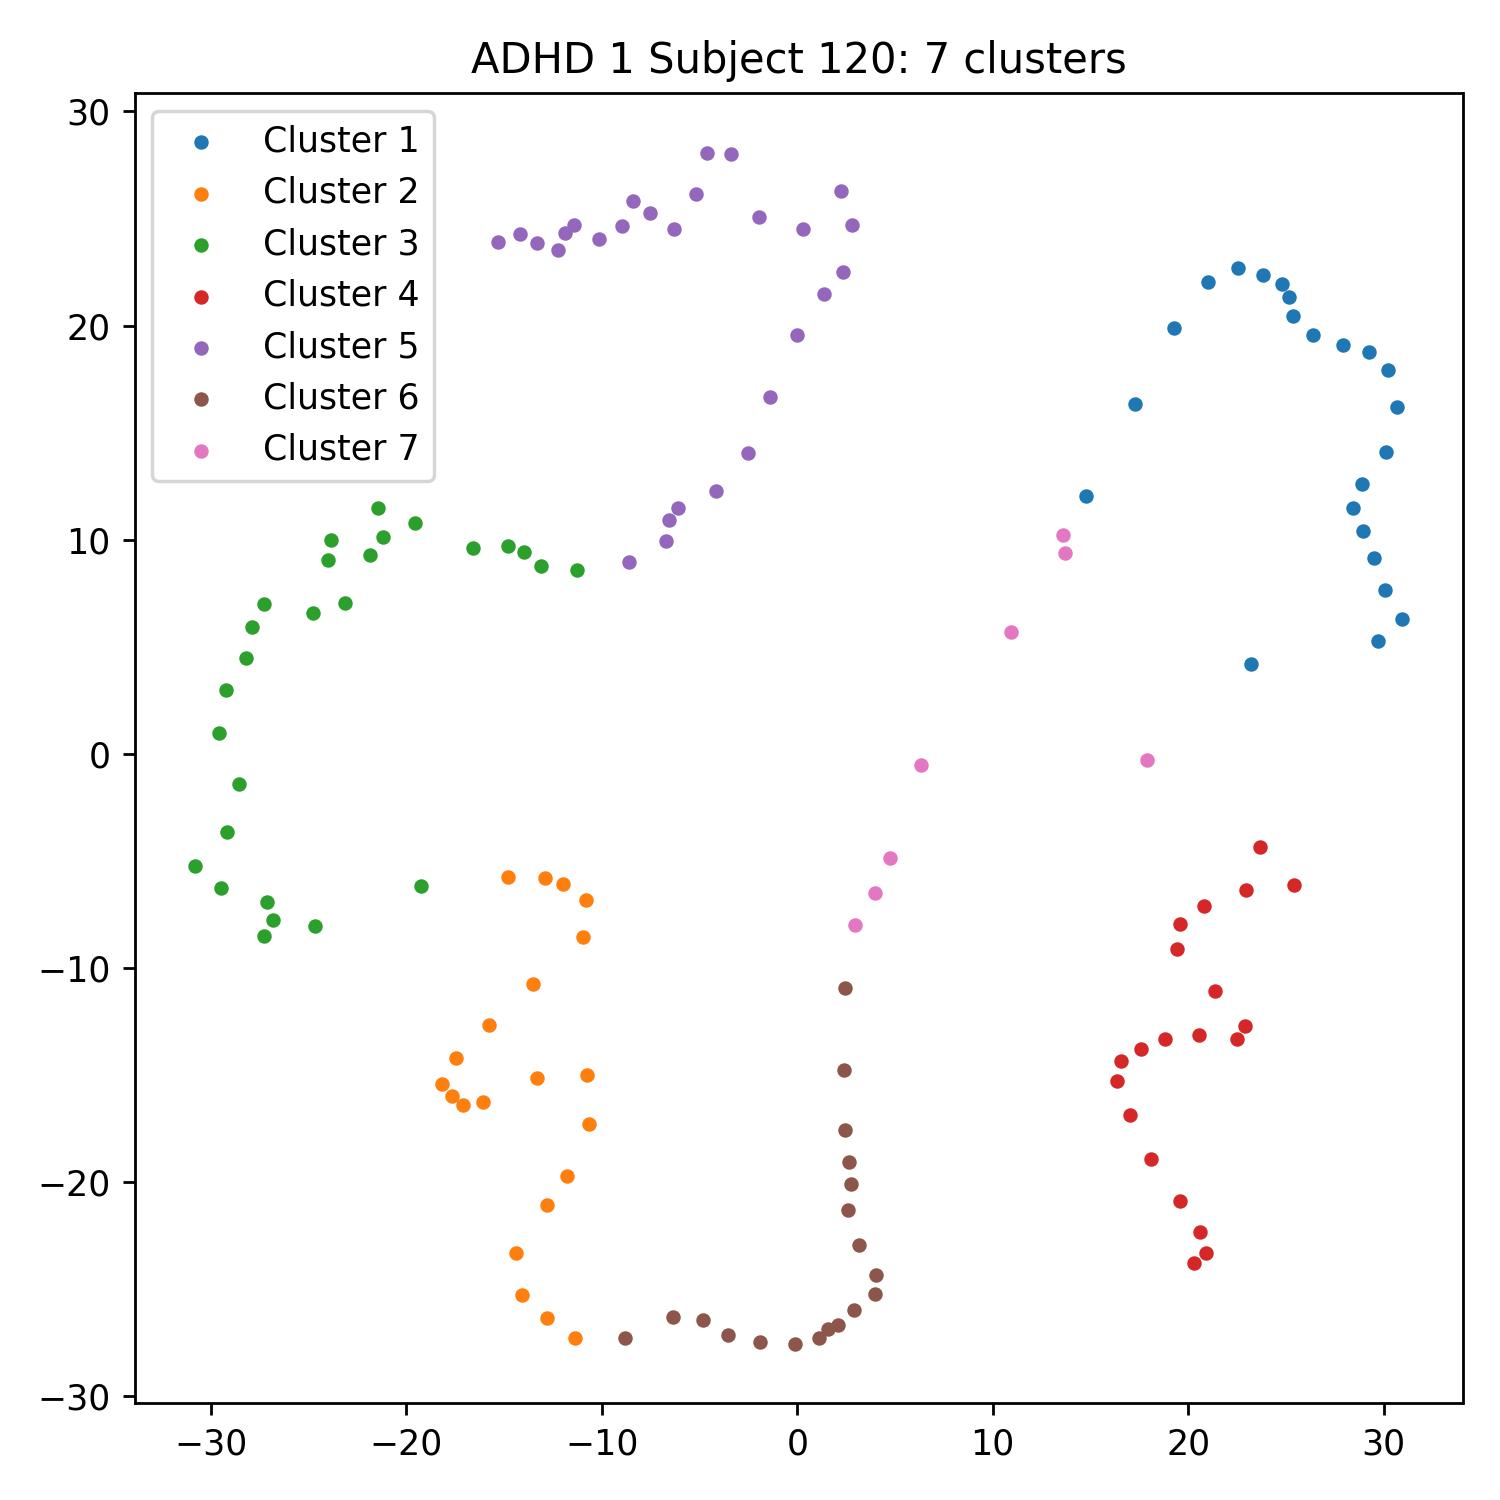 ADHD 1 Subject 120: 7 clusters
30
20
10
0
−10
−20
−30
Cluster 1
Cluster 2
Cluster 3
Cluster 4
Cluster 5
Cluster 6
Cluster 7
−30 −20 −10 0 10 20 30